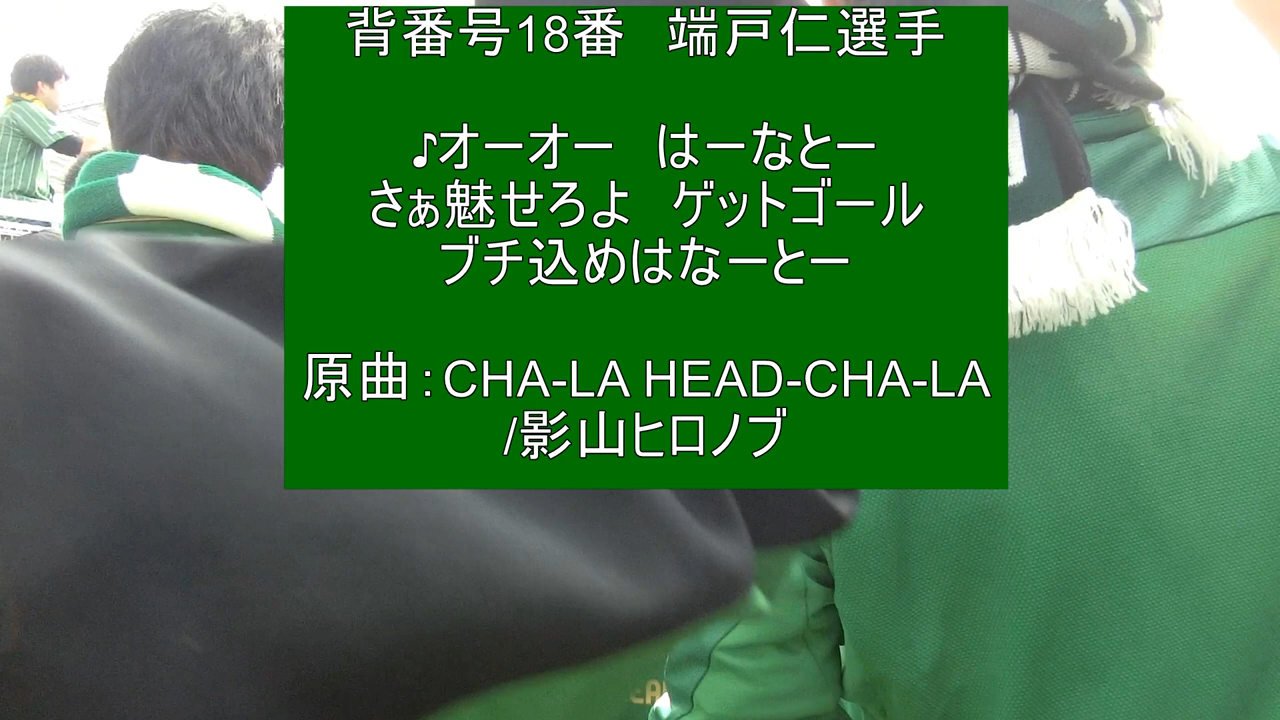 背番号18番　端戸仁選手
♪オーオー　はーなとー
さぁ魅せろよ　ゲットゴール
ブチ込めはなーとー
原曲：CHA-LA HEAD-CHA-LA
/影山ヒロノブ